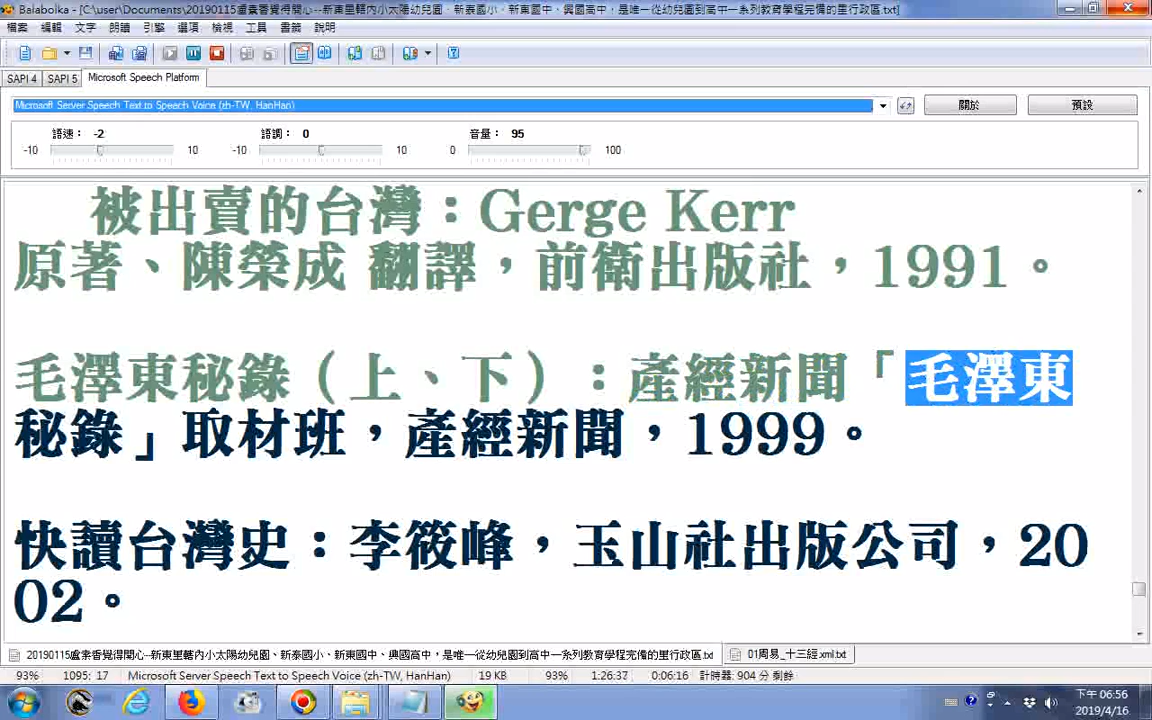 Balabolka - [C:\user\Documents\20190115盧素香覺得開心--新東里轄內小太陽幼兒園、新泰國小、新東國中、興國高中，是唯一從幼兒園到高中一系列教育學程完備的里行政區.txt]
檔案 編輯 文字 朗讀 引擎 選項 檢視 工具 書籤 說明
SAPI 4 SAPI 5 Microsoft Speech Platform
Microsoft Server Speech Text to Speech Voice (zh-TW, HanHan)
關於 預設
語速： -2 語調： 0 音量： 95
-10 10 -10 10 0 100
被出賣的台灣：Gerge Kerr
原著、陳榮成 翻譯，前衛出版社，1991。
毛澤東秘錄（上、下）：產經新聞「毛澤東
秘錄」取材班，產經新聞，1999。
快讀台灣史：李筱峰，玉山社出版公司，20
02。
20190115盧素香覺得開心--新東里轄內小太陽幼兒園、新泰國小、新東國中、興國高中，是唯一從幼兒園到高中一系列教育學程完備的里行政區.txt 01周易_十三經.xml.txt
93% 1095: 17 Microsoft Server Speech Text to Speech Voice (zh-TW, HanHan) 19 KB 93% 1:26:37 0:06:16 計時器: 904 分 剩餘
下午 06:56
2019/4/16